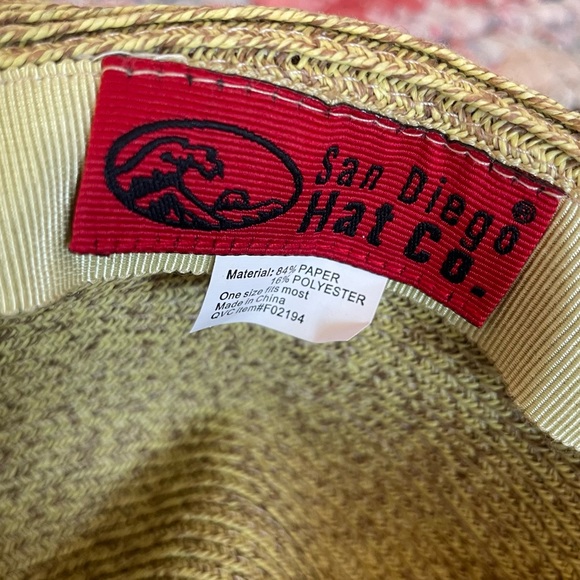 San Diego®
Hat Co.
Material: 84% PAPER
16% POLYESTER
One size fits most
Made in China
QVC item#F02194